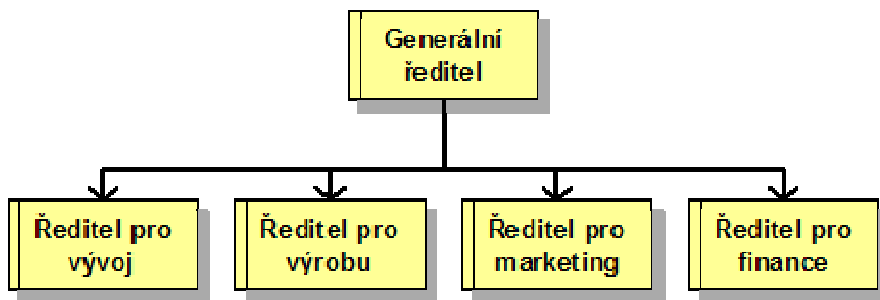 Generální
ředitel
Ředitel pro
vývoj
Ředitel pro
výrobu
Ředitel pro
marketing
Ředitel pro
finance